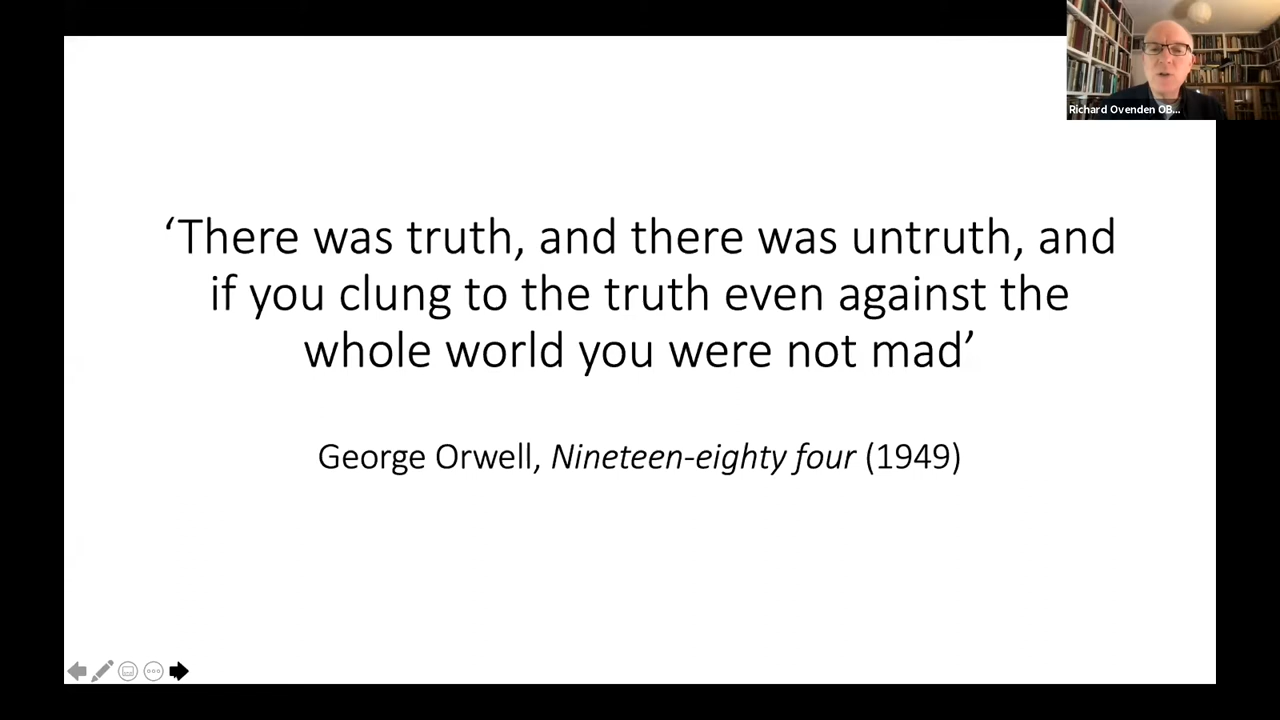 Richard Ovenden OB...
‘There was truth, and there was untruth, and
if you clung to the truth even against the
whole world you were not mad’
George Orwell, Nineteen-eighty four (1949)